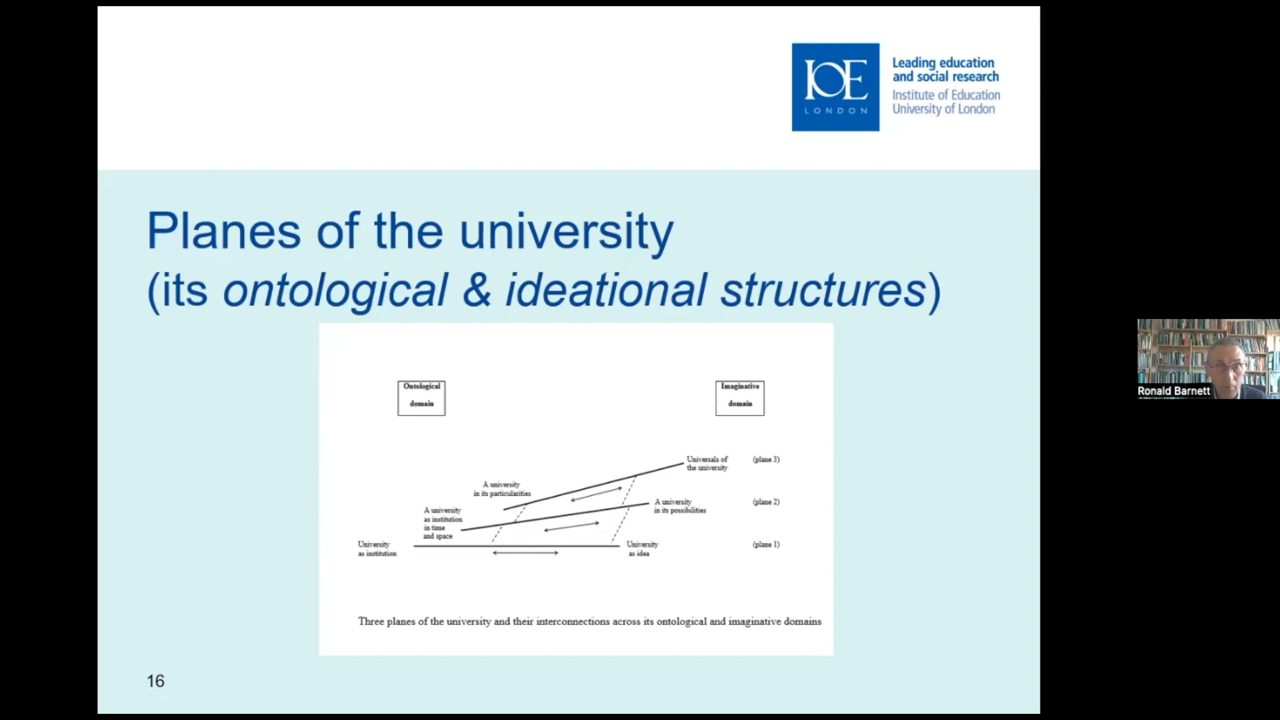 IOE
LONDON
Leading education
and social research
Institute of Education
University of London
Planes of the university
(its ontological & ideational structures)
Ontological
domain
Imaginative
domain
Universals of
the university
(plane 3)
A university
in its particularities
A university
in its possibilities
(plane 2)
A university
as institution
in time
and space
University
as institution
University
as idea
(plane 1)
Three planes of the university and their interconnections across its ontological and imaginative domains
16
Ronald Barnett